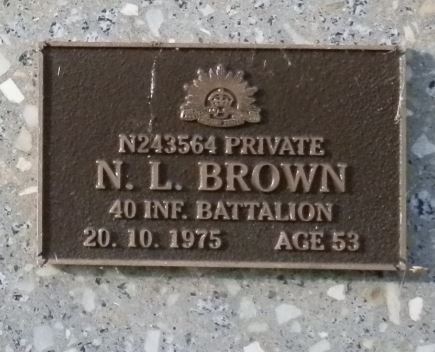 N243564 PRIVATE
N. L. BROWN
40 INF. BATTALION
20. 10. 1975 AGE 53